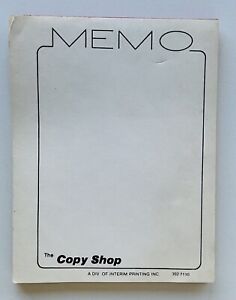 MEMO
The Copy Shop
A DIV. OF INTERIM PRINTING INC.